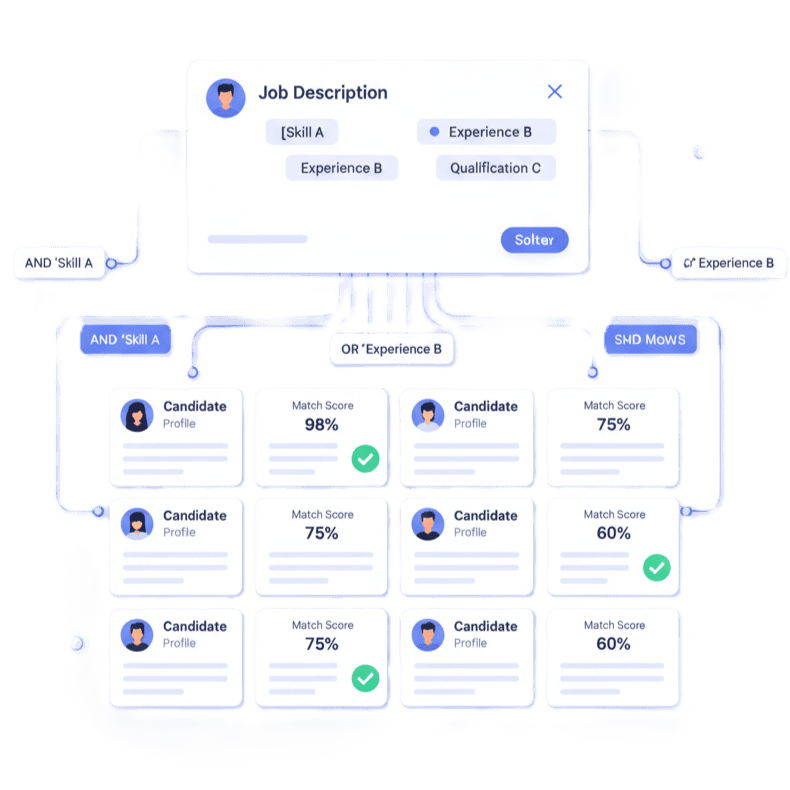 Job Description
[Skill A
Experience B
Experience B
Qualification C
Solter
AND 'Skill A
Experience B
AND 'Skill A
OR 'Experience B
SHD MoWS
Candidate
Profile
Match Score
98%
Candidate
Profile
Match Score
75%
Candidate
Profile
Match Score
75%
Candidate
Profile
Match Score
60%
Candidate
Profile
Match Score
75%
Candidate
Profile
Match Score
60%